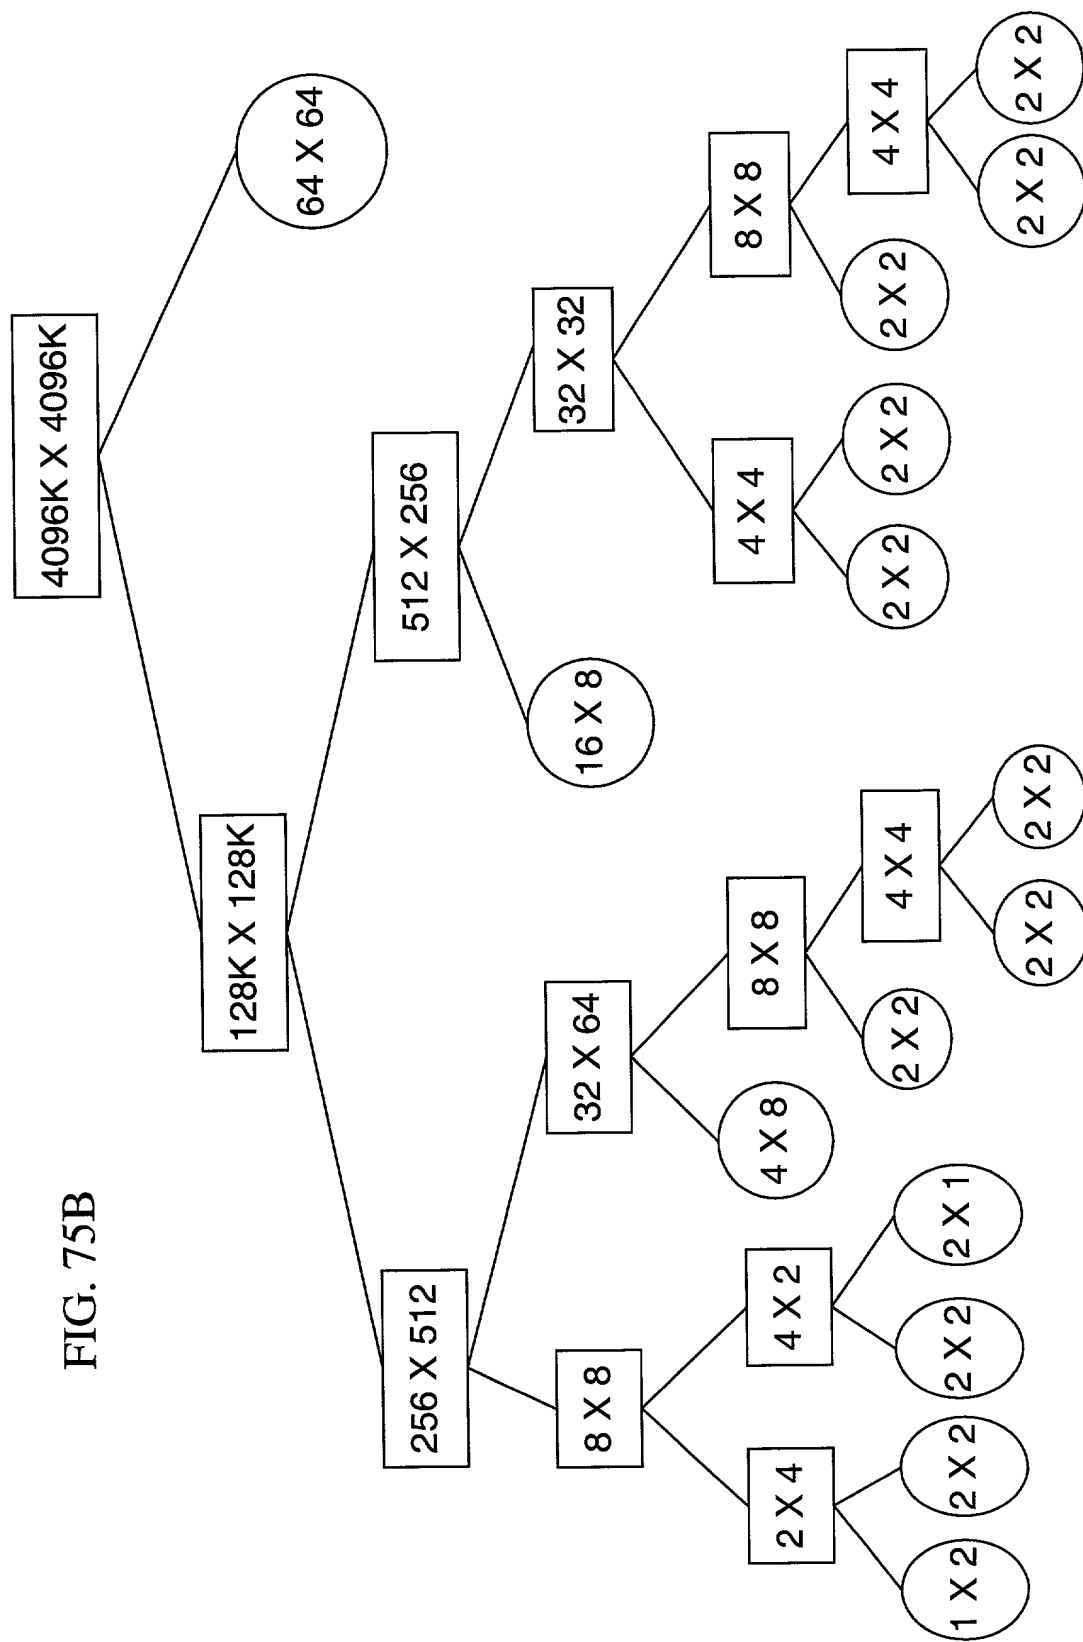 FIG. 75B
4096K X 4096K
128K X 128K
64 X 64
256 X 512
512 X 256
8 X 8
32 X 64
16 X 8
32 X 32
2 X 4
4 X 2
4 X 8
8 X 8
4 X 4
8 X 8
1 X 2
2 X 2
2 X 2
2 X 1
2 X 2
4 X 4
2 X 2
2 X 2
2 X 2
4 X 4
2 X 2
2 X 2
2 X 2
2 X 2